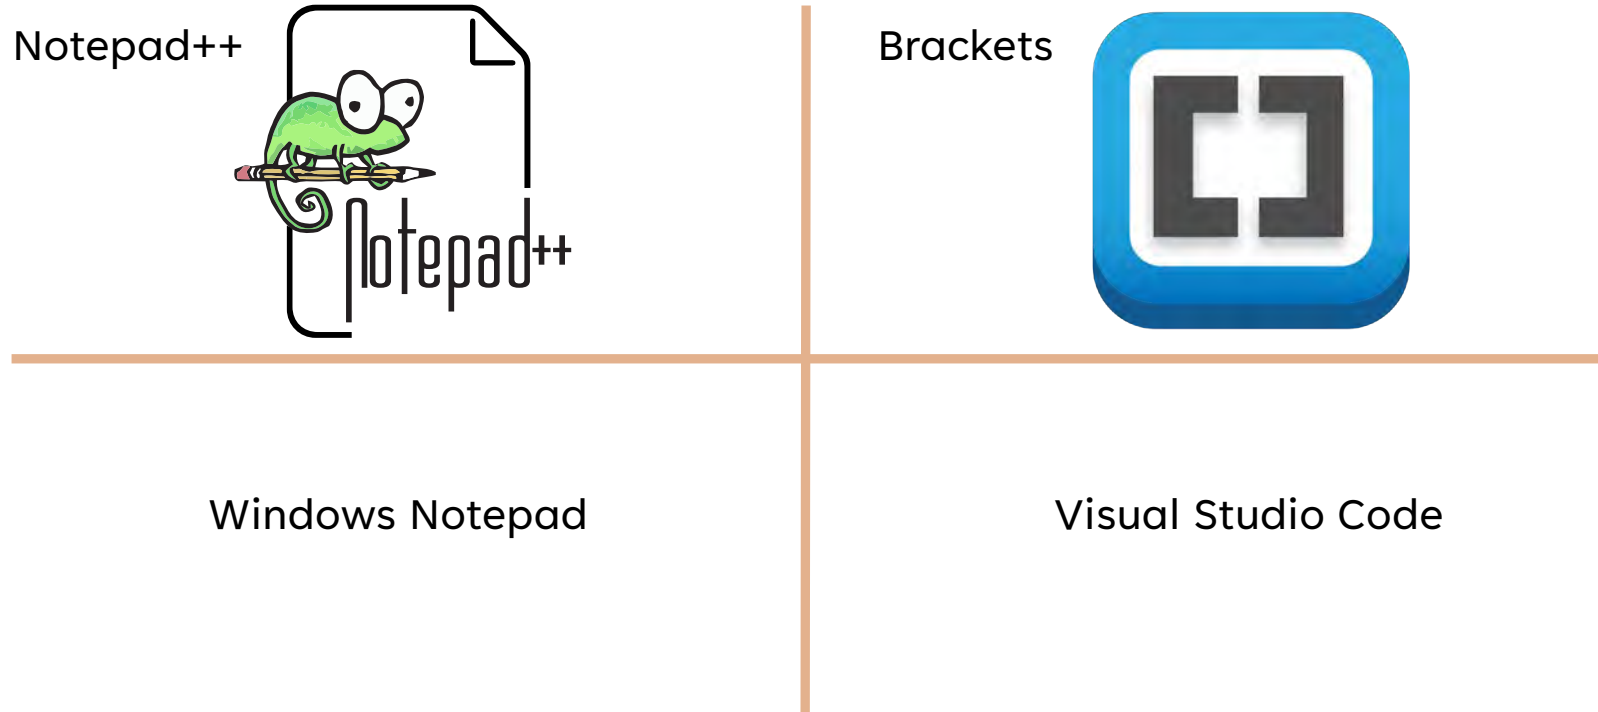 Notepad++
Notepad++
Brackets
Windows Notepad
Visual Studio Code